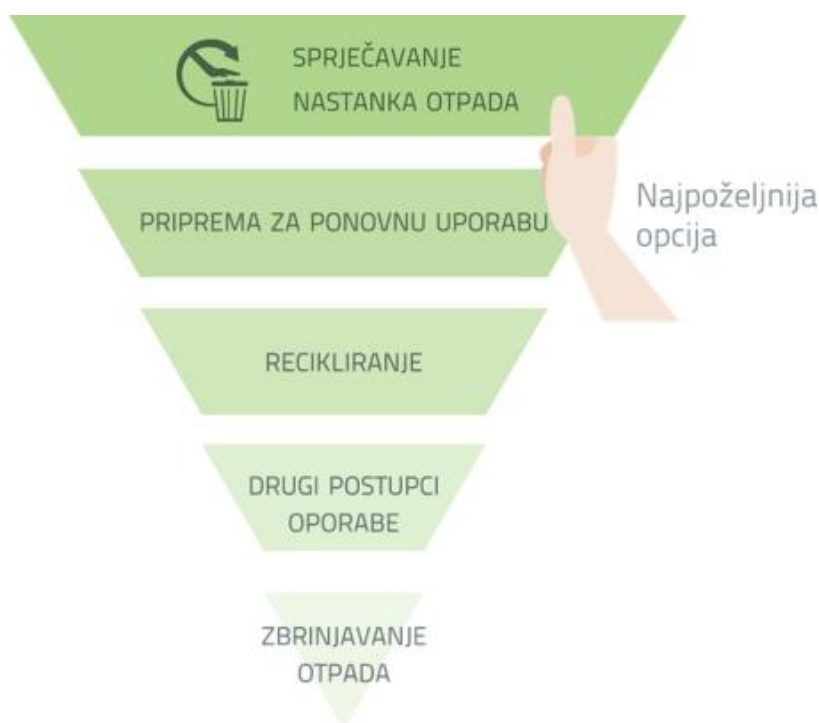 SPRJEČAVANJE
NASTANKA OTPADA
PRIPREMA ZA PONOVNU UPORABU
Najpoželjnija
opcija
RECIKLIRANJE
DRUGI POSTUPCI
OPORABE
ZBRINJAVANJE
OTPADA